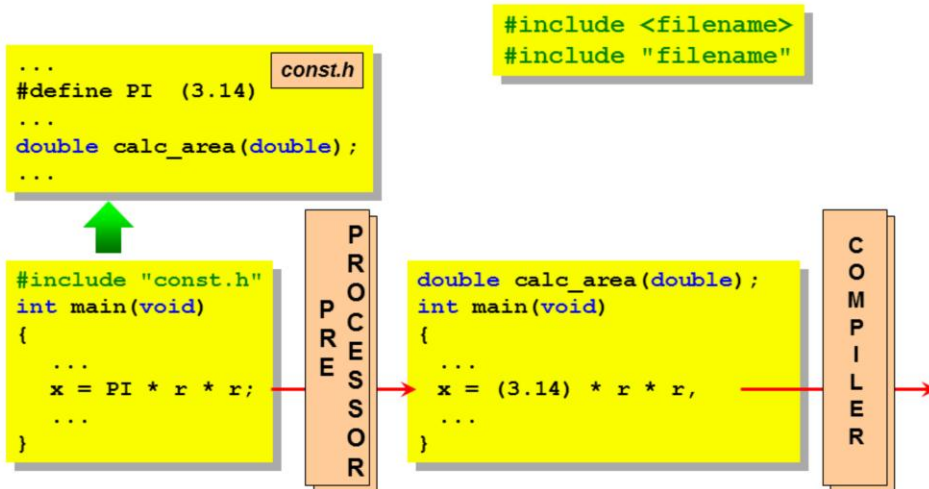 #include <filename>
#include "filename"
...
const.h
#define PI (3.14)
...
double calc_area(double);
...
#include "const.h"
int main(void)
{
...
x = PI * r * r;
...
}
PRE
PROCESSOR
double calc_area(double);
int main(void)
{
...
x = (3.14) * r * r,
...
}
COMPILER